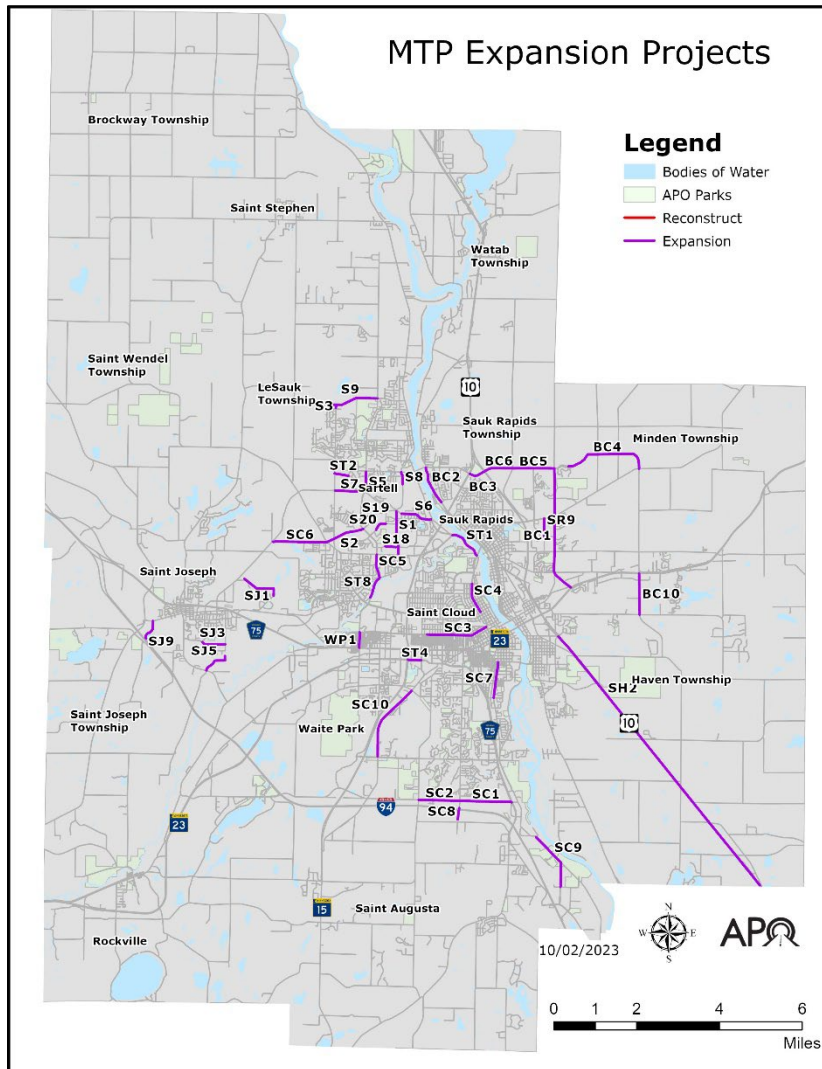 MTP Expansion Projects
Brockway Township
Legend
Bodies of Water
APO Parks
Reconstruct
Expansion
Saint Stephen
Watab
Township
Saint Wendel
Township
LeSauk
Township
S9
S3
10
Sauk Rapids
Township
Minden Township
BC4
BC6
BC5
BC3
ST2
S7
S5
Sartell
S8
BC2
S19
S6
S20
S1
Sauk Rapids
SR9
BC1
SC6
S2
S18
ST1
SC5
Saint Joseph
ST8
SJ1
SC4
BC10
Saint Cloud
SJ9
SJ3
75
WP1
SC3
23
SJ5
ST4
SC7
Haven Township
SH2
10
Saint Joseph
Township
SC10
Waite Park
75
SC2
SC1
94
SC8
23
SC9
15
Saint Augusta
Rockville
10/02/2023
N
W
E
S
APO
0
1
2
4
6
Miles